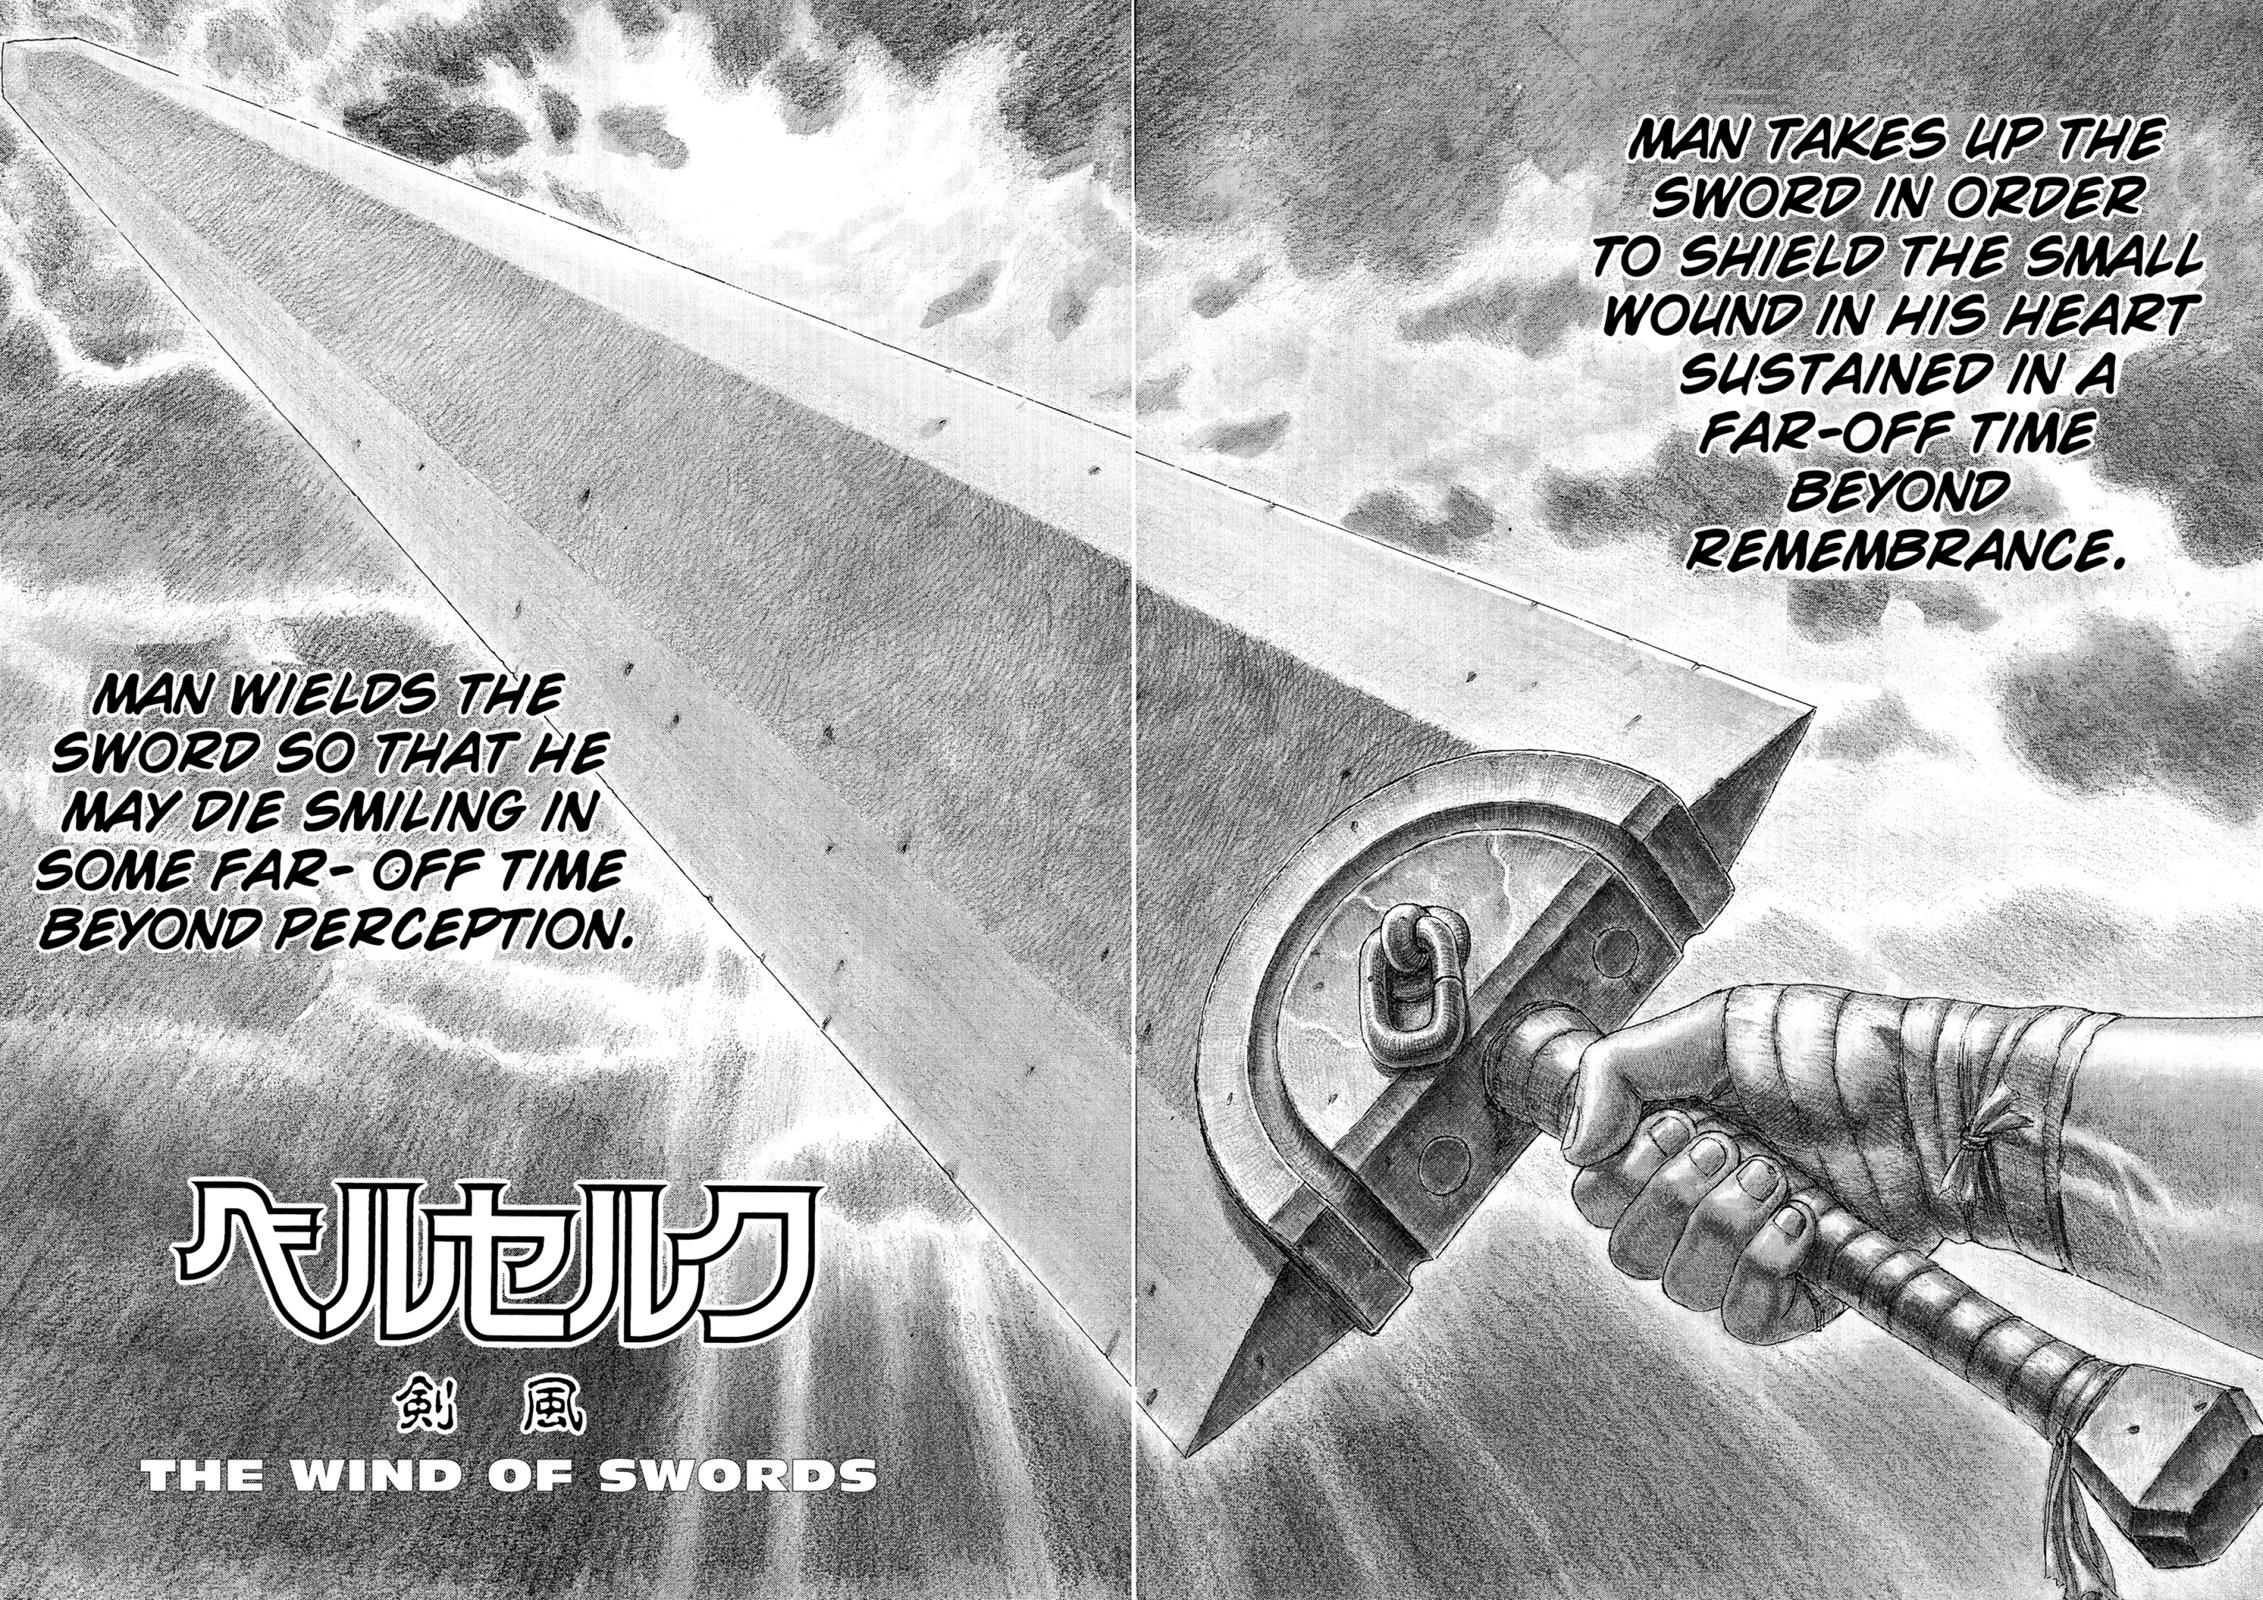 MAN TAKES UP THE
SWORD IN ORDER
TO SHIELD THE SMALL
WOUND IN HIS HEART
SUSTAINED IN A
FAR-OFF TIME
BEYOND
REMEMBRANCE.
MAN WIELDS THE
SWORD SO THAT HE
MAY DIE SMILING IN
SOME FAR- OFF TIME
BEYOND PERCEPTION.
ベルセルク
剣風
THE WIND OF SWORDS